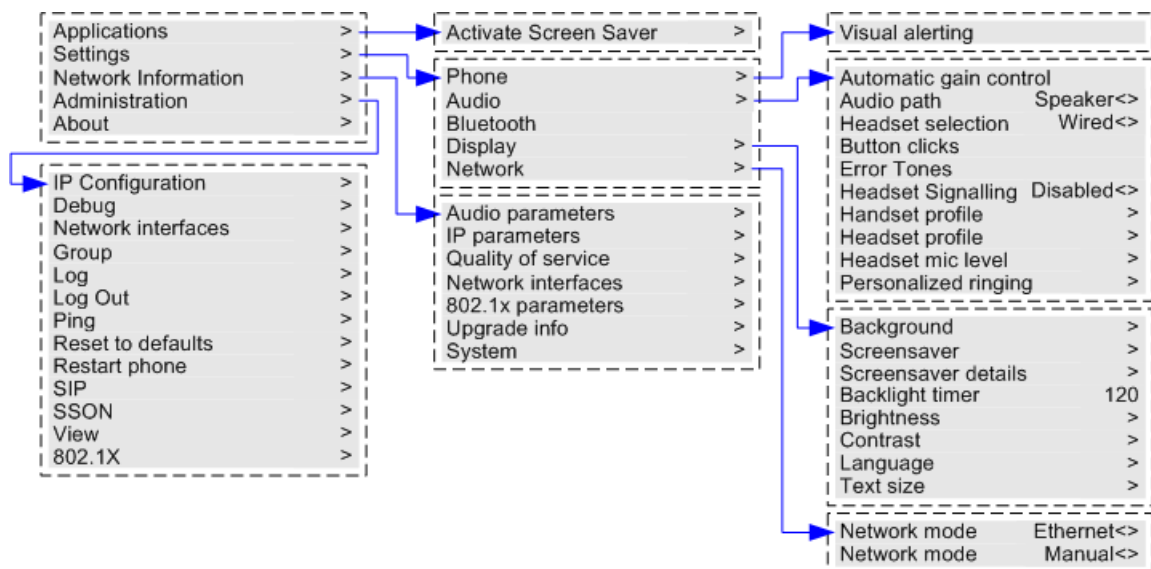 Applications >
Settings >
Network Information >
Administration >
About >
IP Configuration >
Debug >
Network interfaces >
Group >
Log >
Log Out >
Ping >
Reset to defaults >
Restart phone >
SIP >
SSON >
View >
802.1X >
Activate Screen Saver >
Phone >
Audio >
Bluetooth
Display >
Network >
Audio parameters >
IP parameters >
Quality of service >
Network interfaces >
802.1x parameters >
Upgrade info >
System >
Visual alerting
Automatic gain control
Audio path Speaker<>
Headset selection Wired<>
Button clicks
Error Tones
Headset Signalling Disabled<>
Handset profile >
Headset profile >
Headset mic level >
Personalized ringing >
Background >
Screensaver >
Screensaver details >
Backlight timer 120
Brightness >
Contrast >
Language >
Text size >
Network mode Ethernet<>
Network mode Manual<>